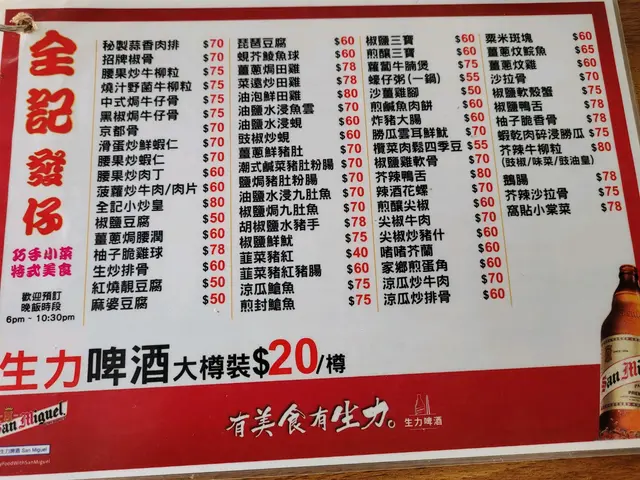 全記發仔
巧手小菜
特式美食
歡迎預訂
晚飯時段
6pm ~ 10:30pm
秘製蒜香肉排 $70
招牌椒骨 $70
腰果炒牛柳粒 $75
燒汁野菌牛柳粒 $75
中式焗牛仔骨 $75
黑椒焗牛仔骨 $75
京都骨 $70
滑蛋炒鮮蝦仁 $70
腰果炒蝦仁 $70
腰果炒肉丁 $60
菠蘿炒牛肉/肉片 $60
全記小炒皇 $80
椒鹽豆腐 $50
薑蔥焗腰潤 $60
柚子脆雞球 $78
生炒排骨 $60
紅燒靚豆腐 $50
麻婆豆腐 $50
琵琶豆腐 $60
蜆芥鯪魚球 $60
薑蔥焗田雞 $78
菜遠炒田雞 $78
油泡鮮田雞 $80
油鹽水浸魚雲 $70
油鹽水浸蜆 $60
豉椒炒蜆 $60
薑蔥鮮豬肚 $70
潮式鹹菜豬肚粉腸 $70
鹽焗豬肚粉腸 $70
油鹽水浸九肚魚 $70
椒鹽焗九肚魚 $70
胡椒鹽水豬手 $78
椒鹽鮮魷 $75
韮菜豬紅 $40
韮菜豬紅豬腸 $60
涼瓜鯧魚 $75
煎封鯧魚 $75
椒鹽三寶 $60
煎釀三寶 $60
蘿蔔牛腩煲 $75
蠔仔粥(一鍋) $55
沙薑雞腳 $50
煎鹹魚肉餅 $60
炸豬大腸 $60
勝瓜雲耳鮮魷 $70
欖菜肉鬆四季豆 $55
椒鹽雞軟骨 $70
芥辣鴨舌 $80
辣酒花螺 $70
煎釀尖椒 $60
尖椒牛肉 $70
尖椒炒豬什 $60
啫啫芥蘭 $60
家鄉煎蛋角 $60
涼瓜炒牛肉 $70
涼瓜炒排骨 $60
粟米斑塊 $60
薑蔥炆鯇魚 $65
薑蔥炆雞 $60
沙拉骨 $70
椒鹽軟殼蟹 $75
椒鹽鴨舌 $78
柚子脆香骨 $78
蝦乾肉碎浸勝瓜 $75
芥辣牛柳粒 $80
(豉椒/味菜/豉油皇)
鵝腸 $78
芥辣沙拉骨 $75
窩貼小棠菜 $78
生力啤酒大樽裝$20/樽
有美食有生力。
生力啤酒
San Miguel
生力啤酒 San Miguel
San Mi